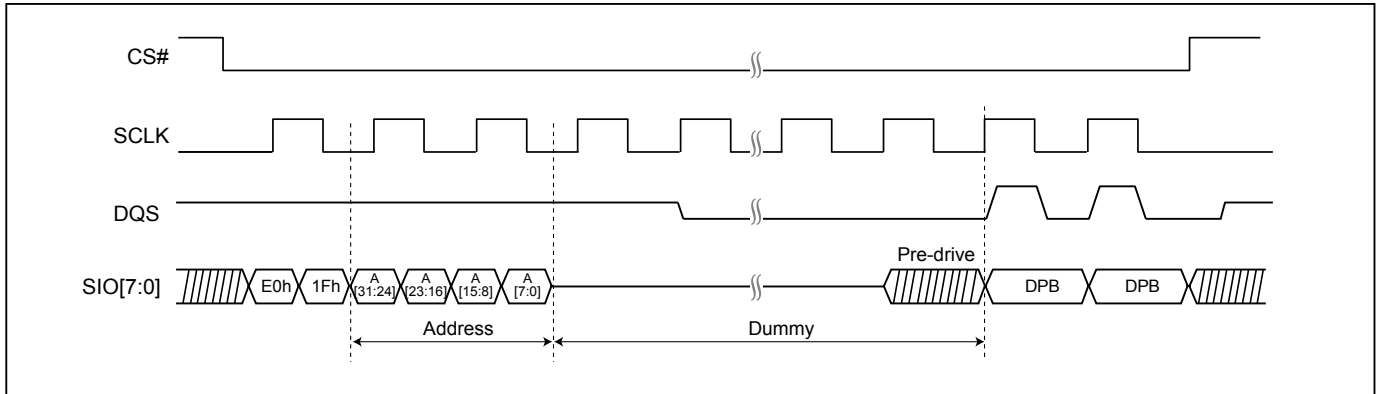 CS#
SCLK
DQS
Pre-drive
SIO[7:0]
E0h
1Fh
A
[31:24]
A
[23:16]
A
[15:8]
A
[7:0]
DPB
DPB
Address
Dummy